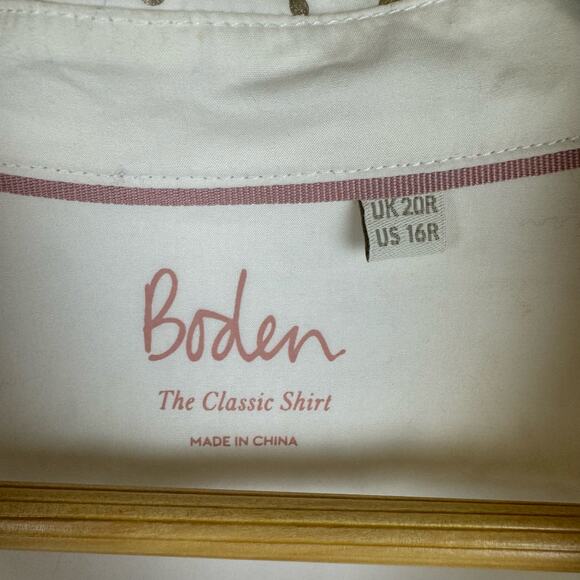 UK 20R
US 16R
Boden
The Classic Shirt
MADE IN CHINA